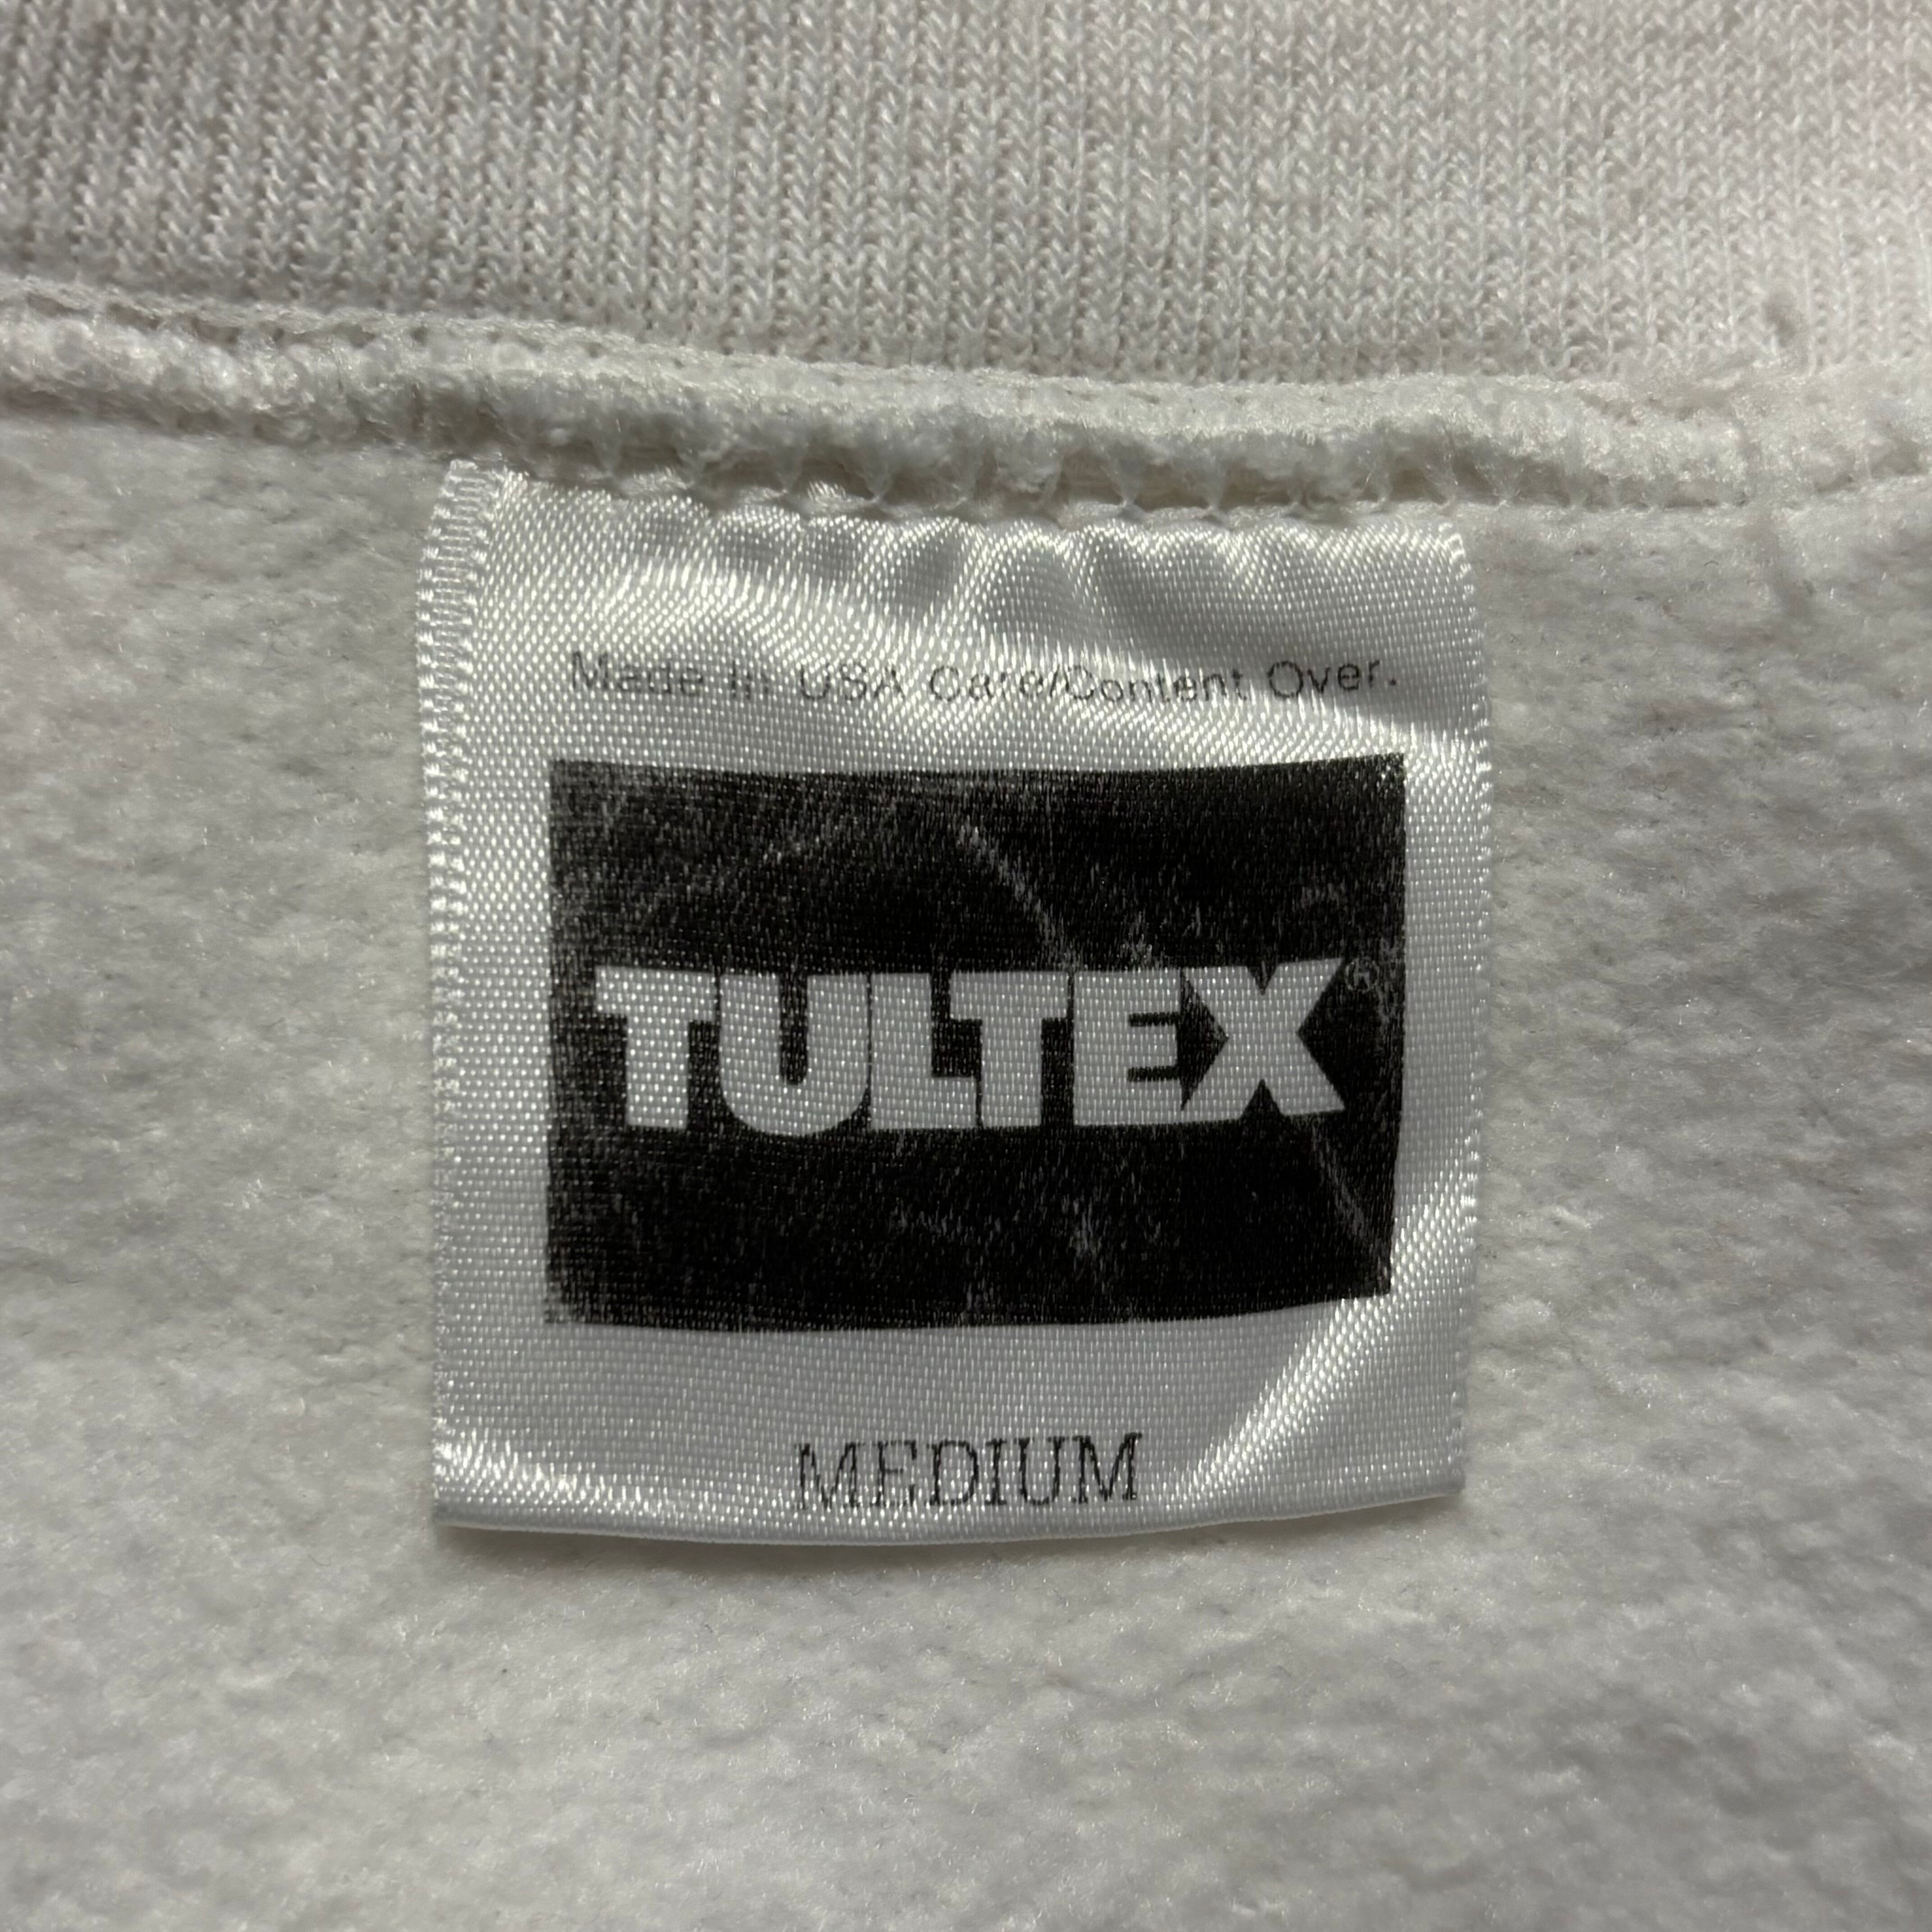 Made In USA Care/Content Over.
TULTEX®
MEDIUM